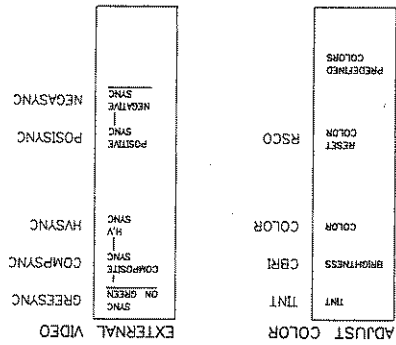 ADJUST COLOR
TINT TINT
BRIGHTNESS CBRI
COLOR COLOR
RESET
COLOR RSCO
PREDEFINED
COLORS
EXTERNAL VIDEO
SYNC
ON GREEN GREESYNC
COMPOSITE
SYNC COMPSYNC
H,V
SYNC HVSYNC
POSITIVE
SYNC POSISYNC
NEGATIVE
SYNC NEGASYNC